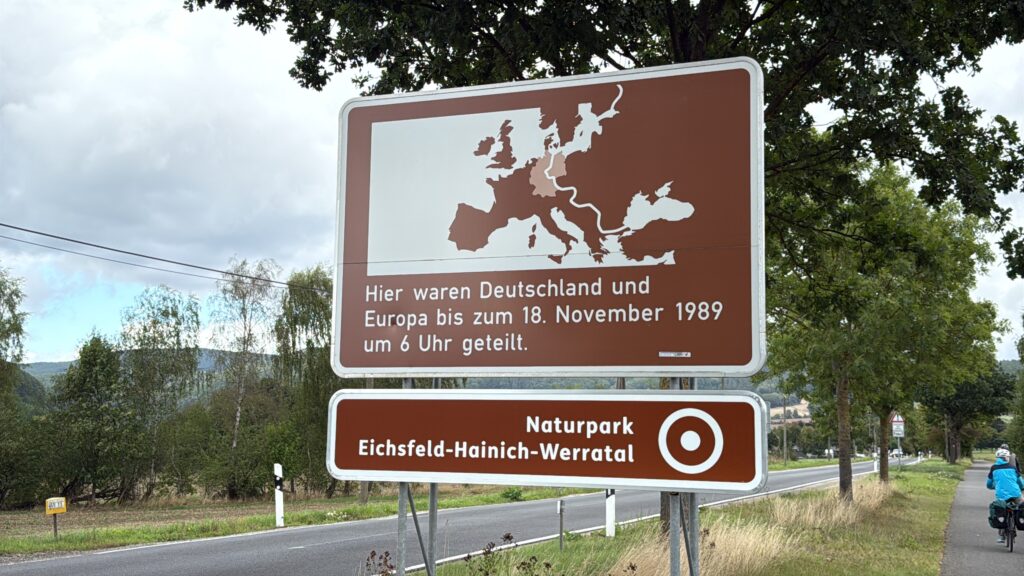 Hier waren Deutschland und
Europa bis zum 18. November 1989
um 6 Uhr geteilt.
Naturpark
Eichsfeld-Hainich-Werratal